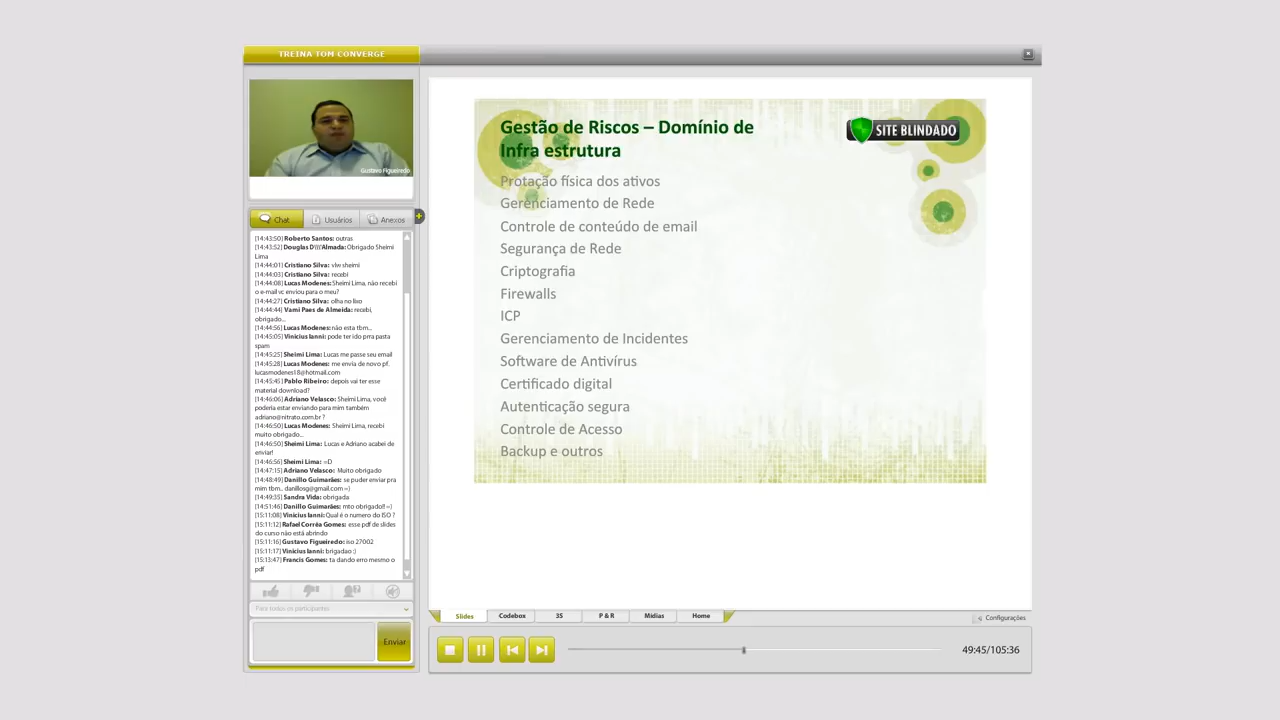 TREINA TOM CONVERGE
Gustavo Figueiredo
Chat
Usuários
Anexos
[14:43:50] Roberto Santos: outras
[14:43:52] Douglas D\'\'\'Almada: Obrigado Sheimi
Lima
[14:44:01] Cristiano Silva: vlw sheimi
[14:44:03] Cristiano Silva: recebi
[14:44:08] Lucas Modenes: Sheimi Lima, não recebi
o e-mail vc enviou para o meu?
[14:44:27] Cristiano Silva: olha no lixo
[14:44:44] Vami Paes de Almeida: recebi,
obrigado...
[14:44:56] Lucas Modenes: não esta tbm...
[14:45:05] Vinicius Ianni: pode ter ido prra pasta
spam
[14:45:25] Sheimi Lima: Lucas me passe seu email
[14:45:28] Lucas Modenes: me envia de novo pf.
lucasmodenes18@hotmail.com
[14:45:45] Pablo Ribeiro: depois vai ter esse
material download?
[14:46:06] Adriano Velasco: Sheimi Lima, você
poderia estar enviando para mim também
adriano@nitrato.com.br ?
[14:46:50] Lucas Modenes: Sheimi Lima, recebi
muito obrigado...
[14:46:50] Sheimi Lima: Lucas e Adriano acabei de
enviar!
[14:46:56] Sheimi Lima: =D
[14:47:15] Adriano Velasco: Muito obrigado
[14:48:49] Danillo Guimarães: se puder enviar pra
mim tbm... danillosg@gmail.com =)
[14:49:35] Sandra Vida: obrigada
[14:51:46] Danillo Guimarães: mto obrigado!! =)
[15:11:08] Vinicius Ianni: Qual é o numero do ISO ?
[15:11:12] Rafael Corrêa Gomes: esse pdf de slides
do curso não está abrindo
[15:11:16] Gustavo Figueiredo: iso 27002
[15:11:17] Vinicius Ianni: brigadao :)
[15:13:47] Francis Gomes: ta dando erro mesmo o
pdf
Para todos os participantes
Enviar
Gestão de Riscos – Domínio de
Infra estrutura
SITE BLINDADO
Protação física dos ativos
Gerenciamento de Rede
Controle de conteúdo de email
Segurança de Rede
Criptografia
Firewalls
ICP
Gerenciamento de Incidentes
Software de Antivírus
Certificado digital
Autenticação segura
Controle de Acesso
Backup e outros
Slides
Codebox
3S
P & R
Mídias
Home
Configurações
49:45/105:36